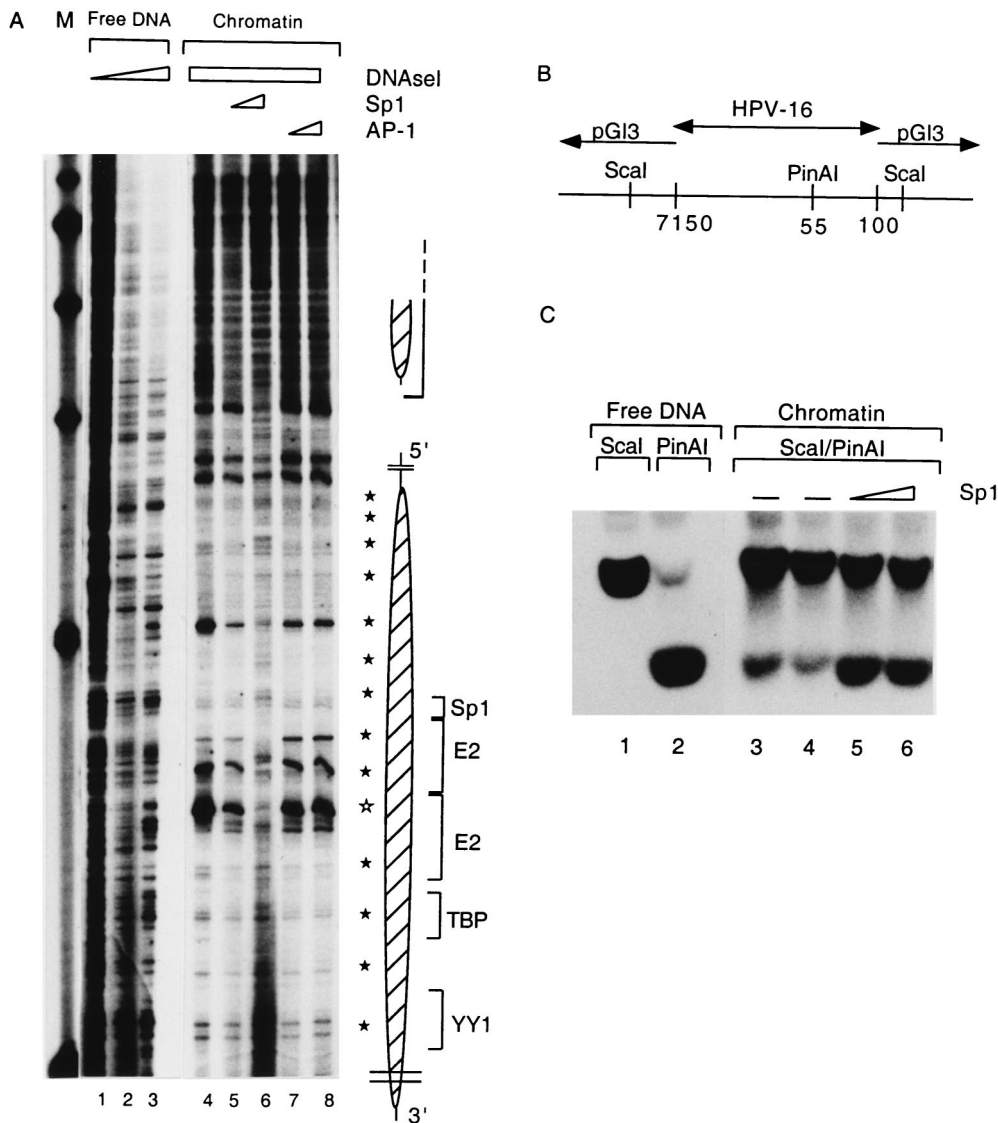 A
M
Free DNA
Chromatin
DNAseI
Sp1
AP-1
5'
Sp1
E2
E2
TBP
YY1
3'
1 2 3 4 5 6 7 8
B
HPV-16
pGl3 pGl3
ScaI PinAI ScaI
7150 55 100
C
Free DNA Chromatin
ScaI PinAI ScaI/PinAI
Sp1
1 2 3 4 5 6